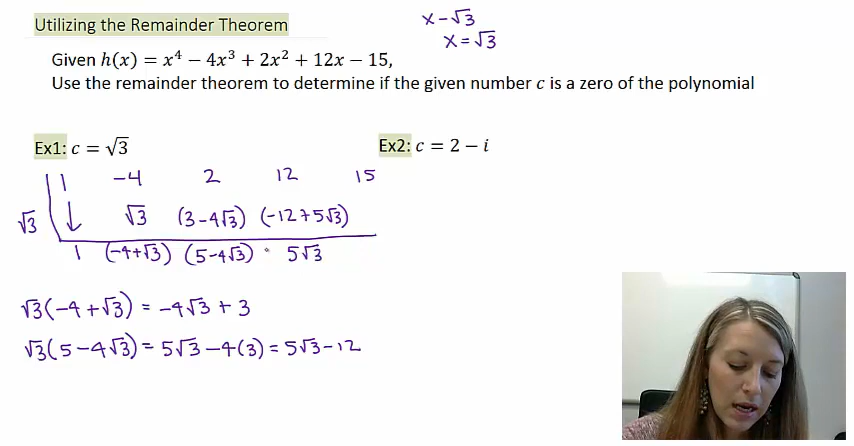 Utilizing the Remainder Theorem
x − √3
x = √3
Given h(x) = x⁴ − 4x³ + 2x² + 12x − 15,
Use the remainder theorem to determine if the given number c is a zero of the polynomial
Ex1: c = √3
Ex2: c = 2 − i
1 −4 2 12 15
√3 ↓ √3 (3−4√3) (−12+5√3)
1 (−4+√3) (5−4√3) 5√3
√3(−4+√3) = −4√3 + 3
√3(5−4√3) = 5√3 −4(3) = 5√3 −12